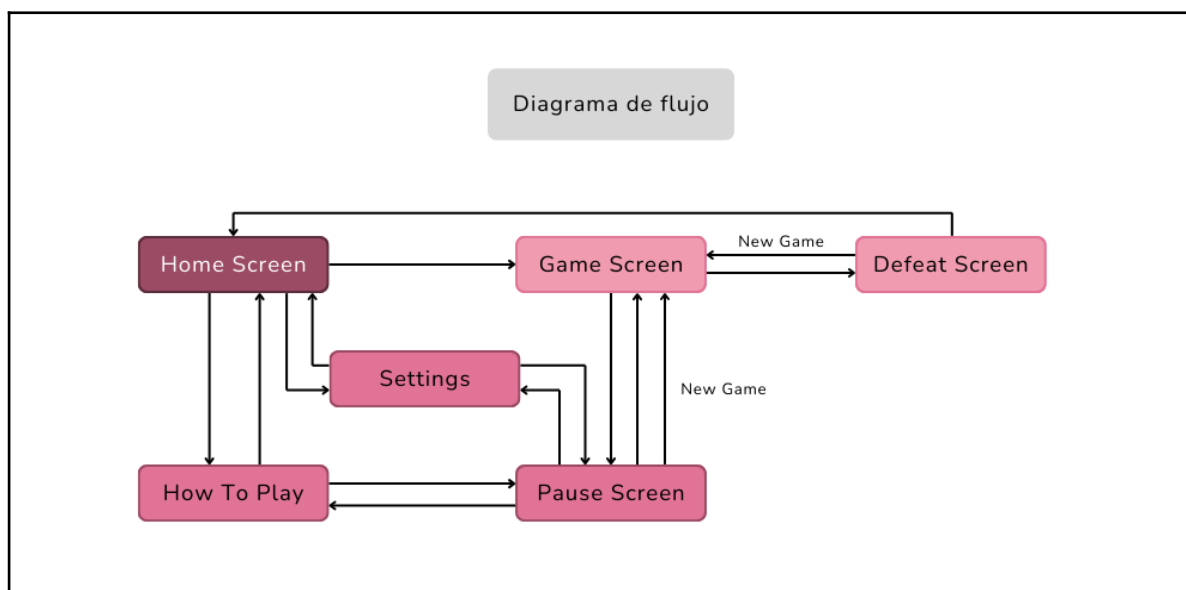 Diagrama de flujo
New Game
Home Screen
Game Screen
Defeat Screen
Settings
New Game
How To Play
Pause Screen